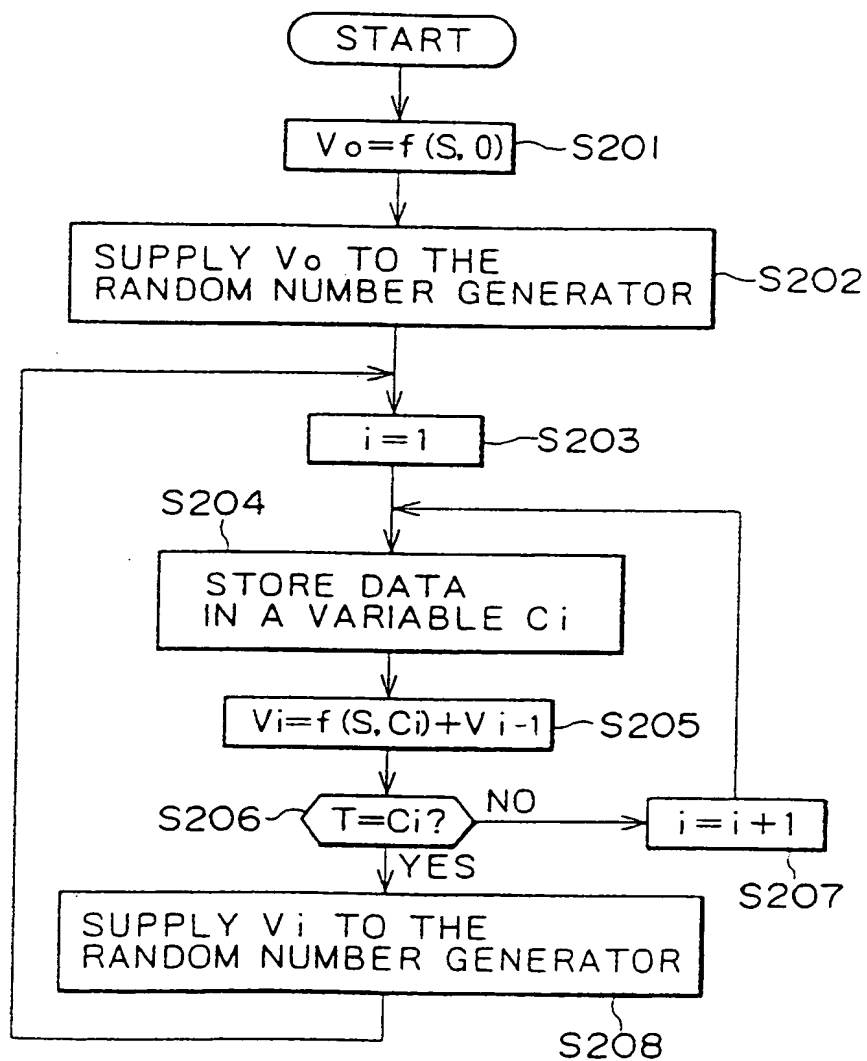 START
Vo=f(S,0)
S201
SUPPLY Vo TO THE
RANDOM NUMBER GENERATOR
S202
i=1
S203
S204
STORE DATA
IN A VARIABLE Ci
Vi=f(S,Ci)+Vi-1
S205
S206
T=Ci?
NO
i=i+1
S207
YES
SUPPLY Vi TO THE
RANDOM NUMBER GENERATOR
S208